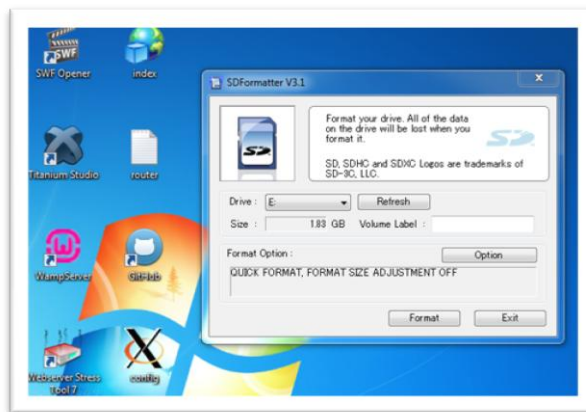 SWF
SWF Opener
index
Titanium Studio
router
WampServer
GitHub
Webserver Stress
Tool 7
config
SDFormatter V3.1
Format your drive. All of the data
on the drive will be lost when you
format it.
SD, SDHC and SDXC Logos are trademarks of
SD-3C, LLC.
Drive :
E:
Refresh
Size :
1.83 GB
Volume Label :
Format Option :
Option
QUICK FORMAT, FORMAT SIZE ADJUSTMENT OFF
Format
Exit